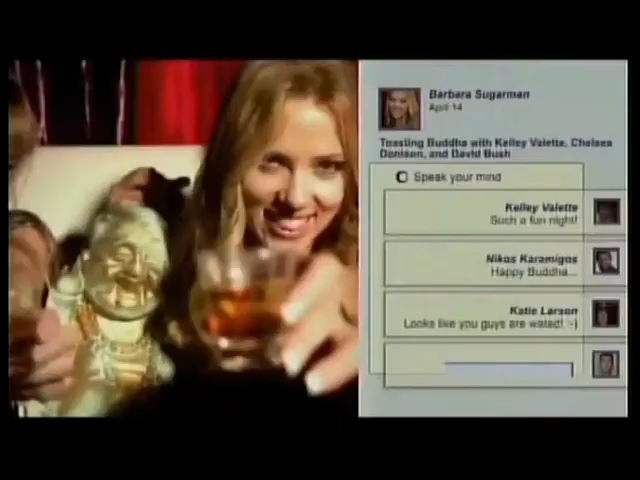 Barbara Sugarman
April 14
Toasting Buddha with Kelley Valette, Chelsea
Donison, and David Bush
Speak your mind
Kelley Valette
Such a fun night!
Nikos Karamigos
Happy Buddha...
Katie Larson
Looks like you guys are wasted! :-)